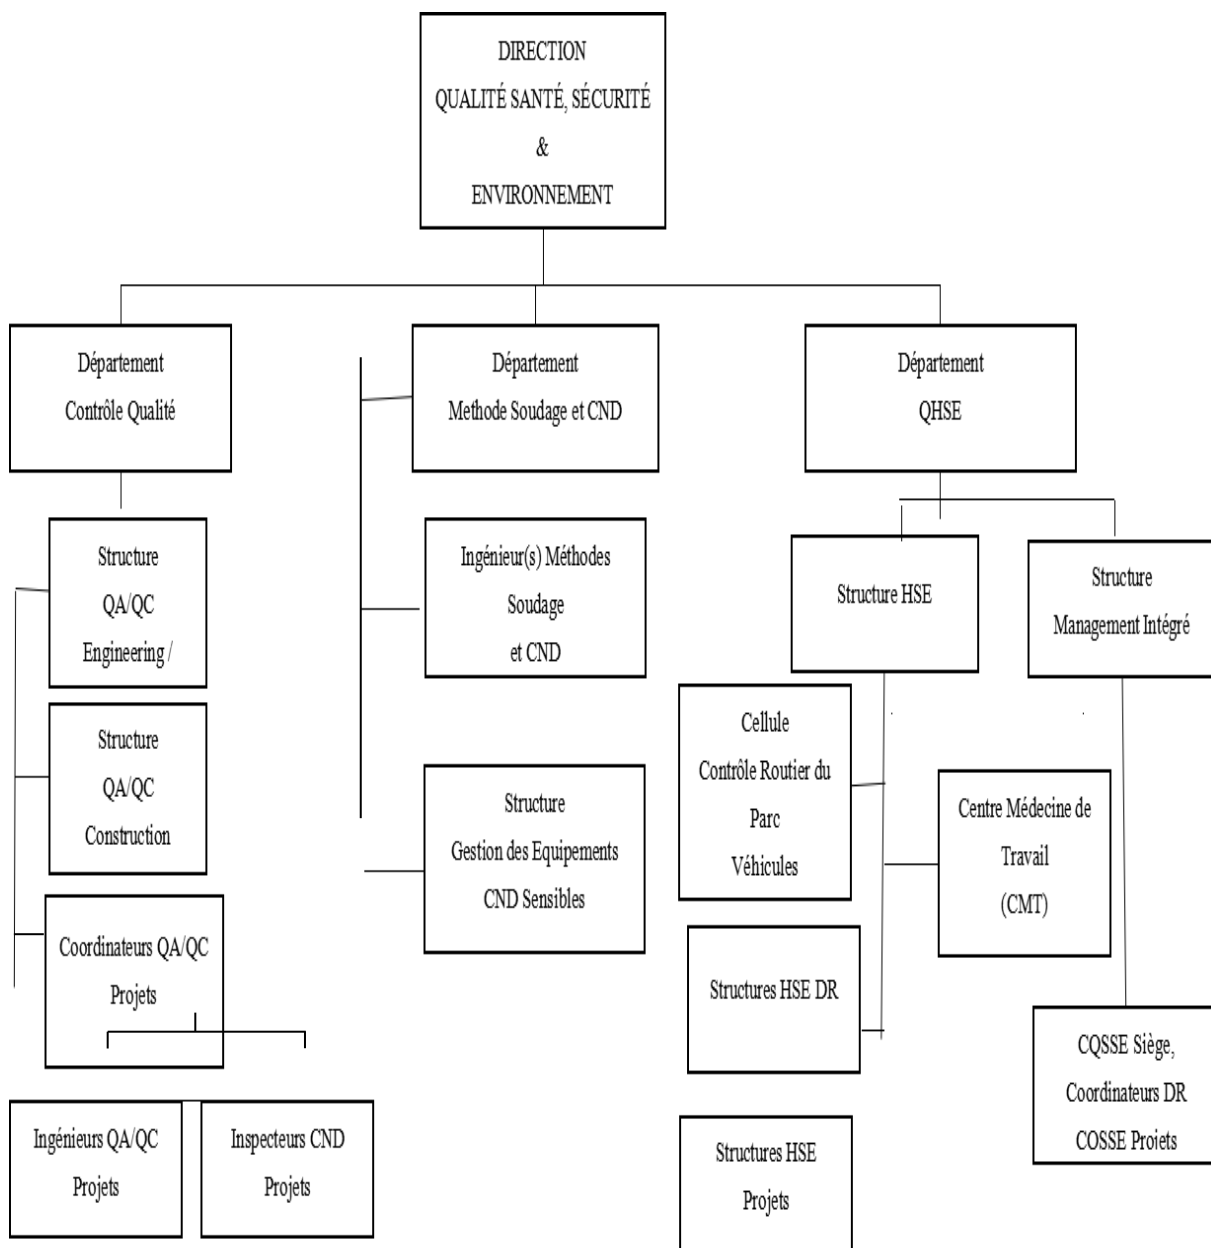 DIRECTION
QUALITÉ SANTÉ, SÉCURITÉ
&
ENVIRONNEMENT
Département
Contrôle Qualité
Département
Methode Soudage et CND
Département
QHSE
Structure
QA/QC
Engineering /
Ingénieur(s) Méthodes
Soudage
et CND
Structure HSE
Structure
Management Intégré
Structure
QA/QC
Construction
Structure
Gestion des Equipements
CND Sensibles
Cellule
Contrôle Routier du
Parc
Véhicules
Centre Médecine de
Travail
(CMT)
Coordinateurs QA/QC
Projets
Structures HSE DR
CQSSE Siège,
Coordinateurs DR
CQSSE Projets
Ingénieurs QA/QC
Projets
Inspecteurs CND
Projets
Structures HSE
Projets